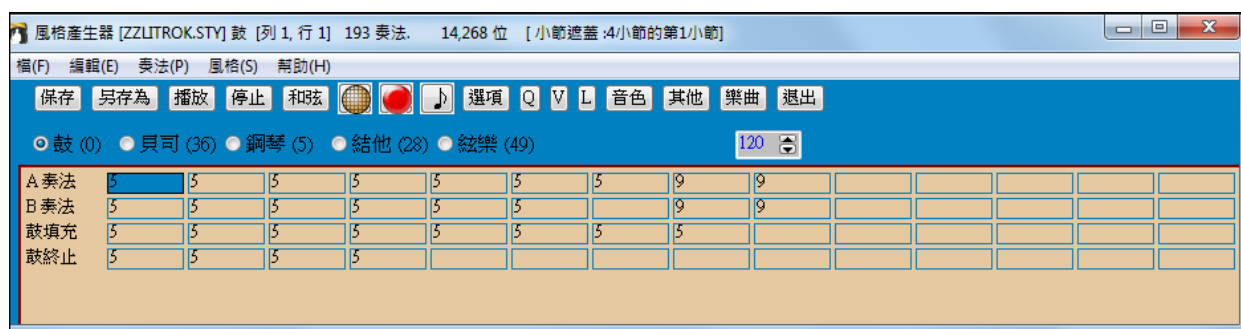 風格產生器 [ZZLITROK.STY] 鼓 [列 1, 行 1] 193 奏法. 14,268 位 [ 小節遮蓋 :4小節的第1小節]
檔(F) 編輯(E) 奏法(P) 風格(S) 幫助(H)
保存 另存為 播放 停止 和弦 選項 Q V L 音色 其他 樂曲 退出
鼓 (0) 貝司 (36) 鋼琴 (5) 結他 (28) 絃樂 (49) 120
A 奏法 5 5 5 5 5 5 5 9 9
B 奏法 5 5 5 5 5 5 9 9
鼓填充 5 5 5 5 5 5 5 5
鼓終止 5 5 5 5